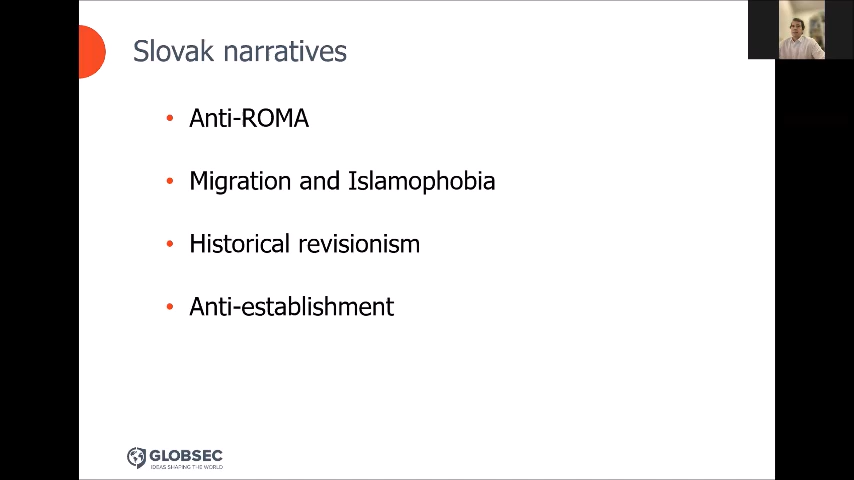 Slovak narratives
• Anti-ROMA
• Migration and Islamophobia
• Historical revisionism
• Anti-establishment
GLOBSEC
IDEAS SHAPING THE WORLD